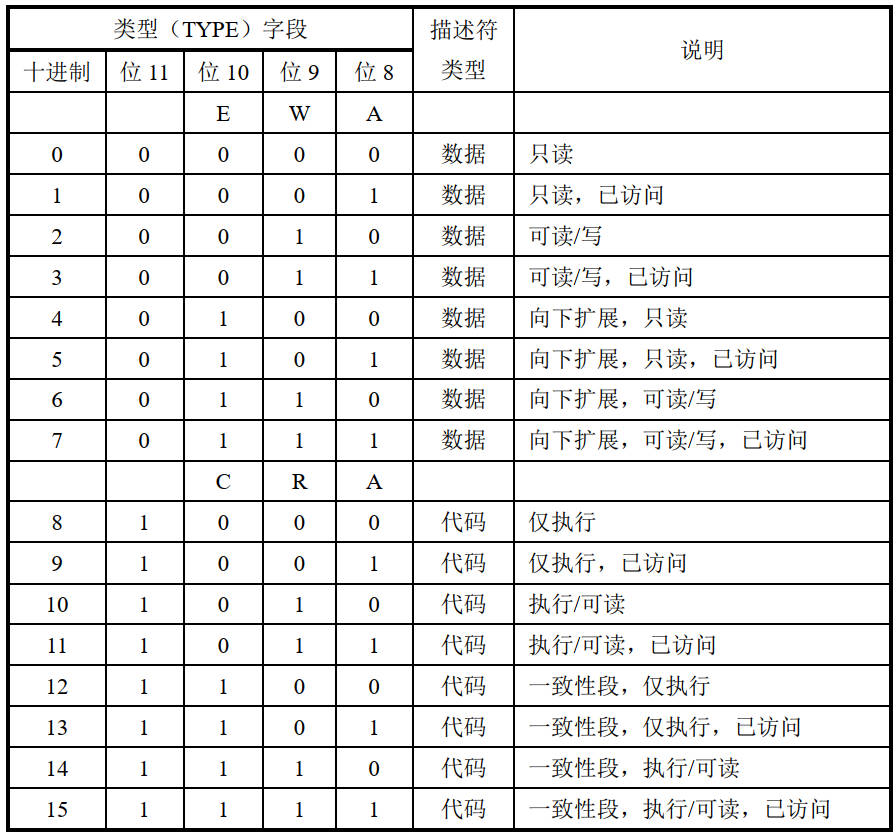 类型（TYPE）字段 描述符类型 说明
十进制 位 11 位 10 位 9 位 8
E W A
0 0 0 0 0 数据 只读
1 0 0 0 1 数据 只读，已访问
2 0 0 1 0 数据 可读/写
3 0 0 1 1 数据 可读/写，已访问
4 0 1 0 0 数据 向下扩展，只读
5 0 1 0 1 数据 向下扩展，只读，已访问
6 0 1 1 0 数据 向下扩展，可读/写
7 0 1 1 1 数据 向下扩展，可读/写，已访问
C R A
8 1 0 0 0 代码 仅执行
9 1 0 0 1 代码 仅执行，已访问
10 1 0 1 0 代码 执行/可读
11 1 0 1 1 代码 执行/可读，已访问
12 1 1 0 0 代码 一致性段，仅执行
13 1 1 0 1 代码 一致性段，仅执行，已访问
14 1 1 1 0 代码 一致性段，执行/可读
15 1 1 1 1 代码 一致性段，执行/可读，已访问